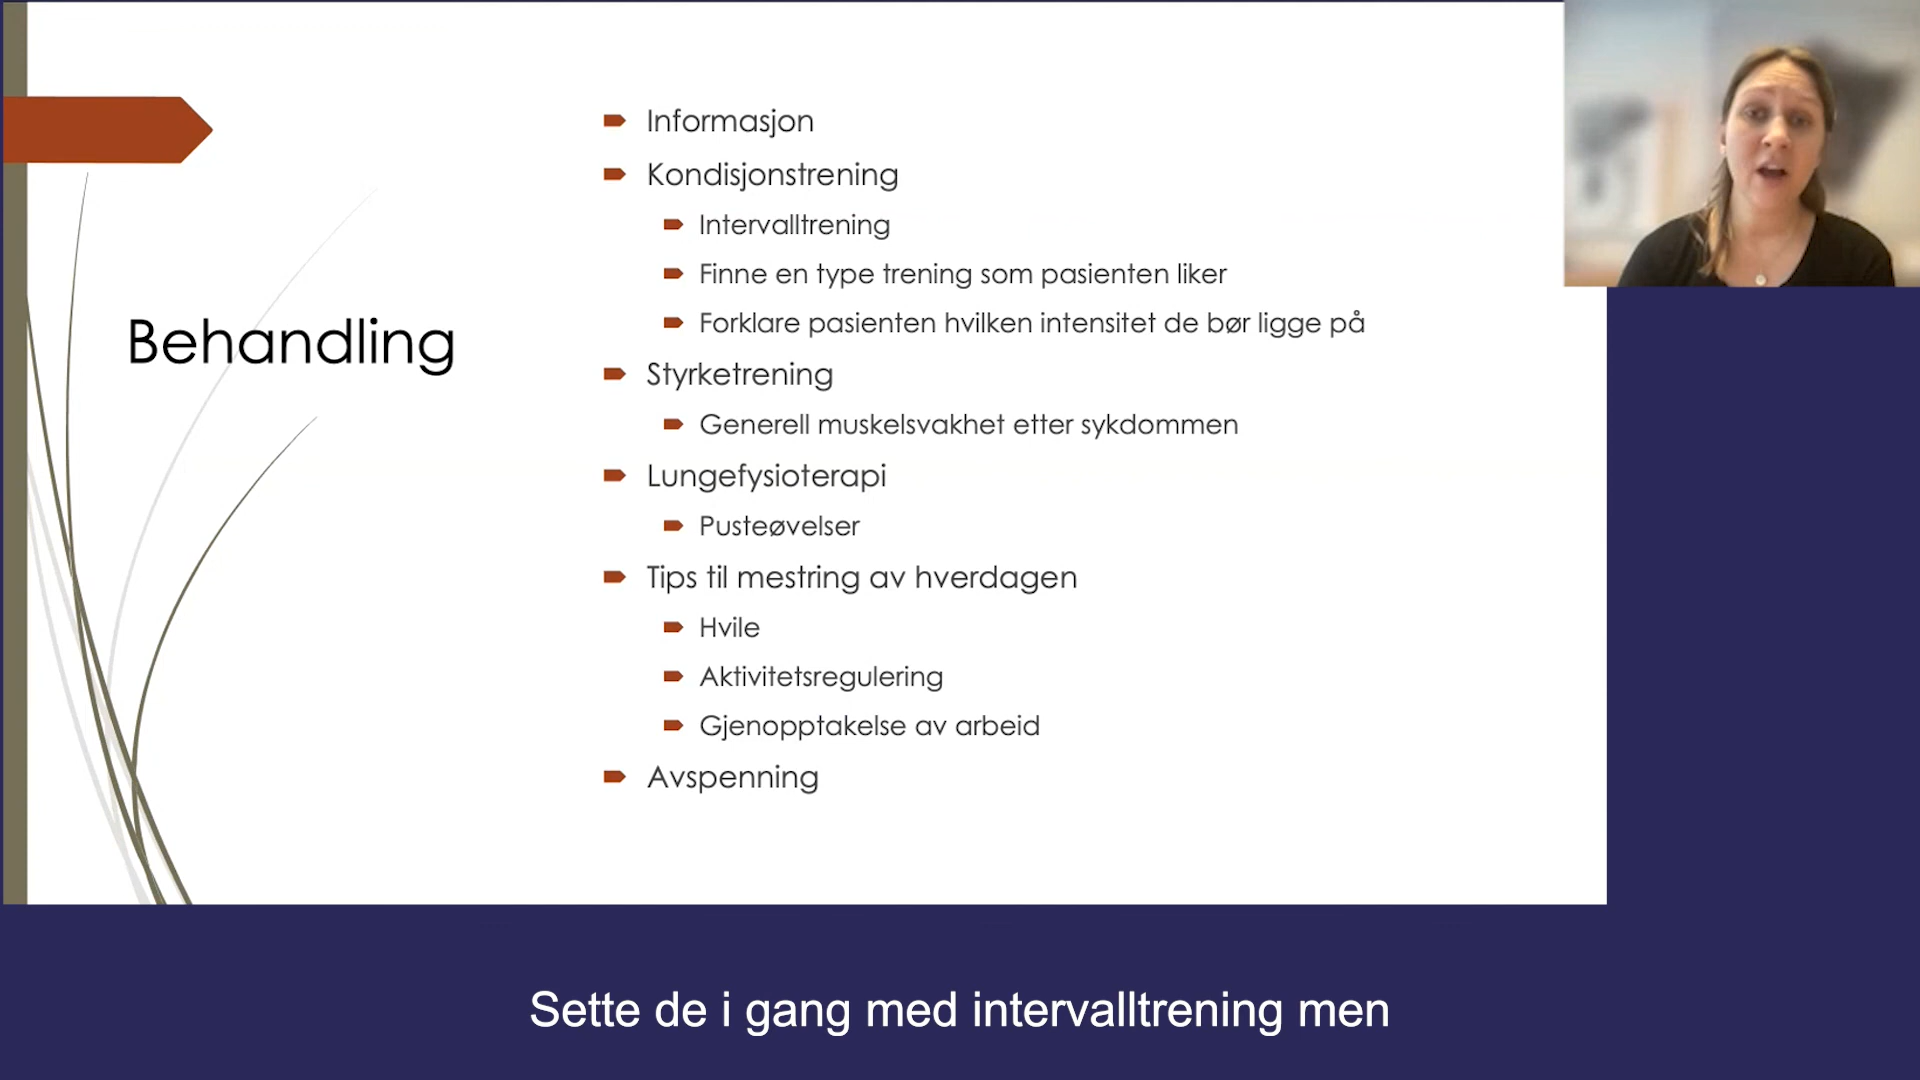 Behandling
Informasjon
Kondisjonstrening
Intervalltrening
Finne en type trening som pasienten liker
Forklare pasienten hvilken intensitet de bør ligge på
Styrketrening
Generell muskelsvakhet etter sykdommen
Lungefysioterapi
Pusteøvelser
Tips til mestring av hverdagen
Hvile
Aktivitetsregulering
Gjenopptakelse av arbeid
Avspenning
Sette de i gang med intervalltrening men